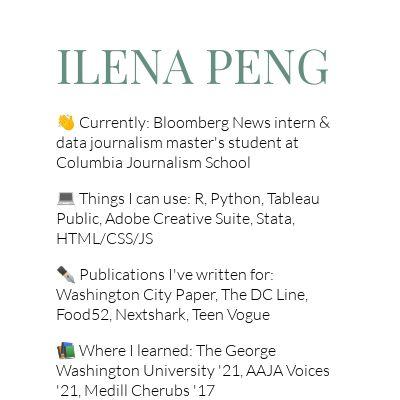 ILENA PENG
👋 Currently: Bloomberg News intern &
data journalism master's student at
Columbia Journalism School
💻 Things I can use: R, Python, Tableau
Public, Adobe Creative Suite, Stata,
HTML/CSS/JS
✒️ Publications I've written for:
Washington City Paper, The DC Line,
Food52, Nextshark, Teen Vogue
📚 Where I learned: The George
Washington University '21, AAJA Voices
'21, Medill Cherubs '17